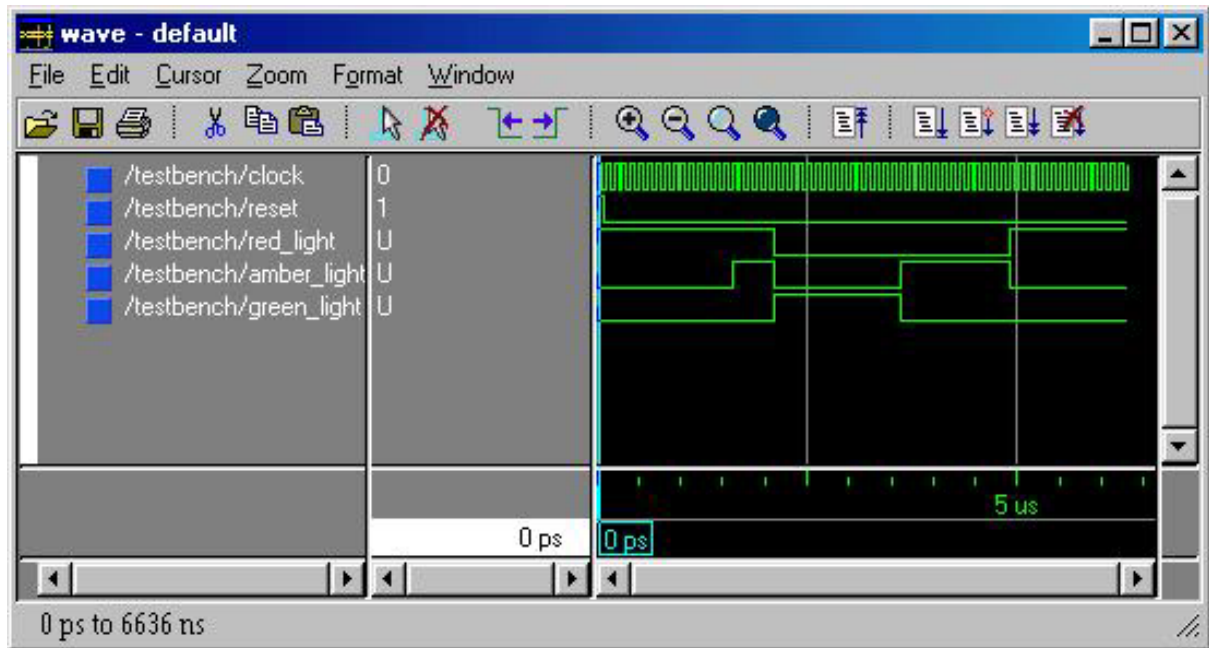 wave - default
File Edit Cursor Zoom Format Window
/testbench/clock 0
/testbench/reset 1
/testbench/red_light U
/testbench/amber_light U
/testbench/green_light U
5 us
0 ps 0 ps
0 ps to 6636 ns